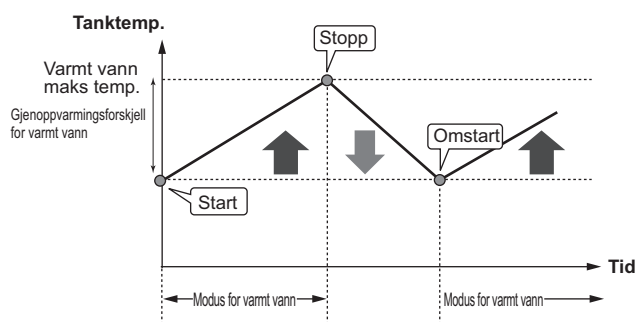 Tanktemp.
Stopp
Varmt vann
maks temp.
Gjenoppvarmingsforskjell
for varmt vann
Omstart
Start
Tid
Modus for varmt vann
Modus for varmt vann